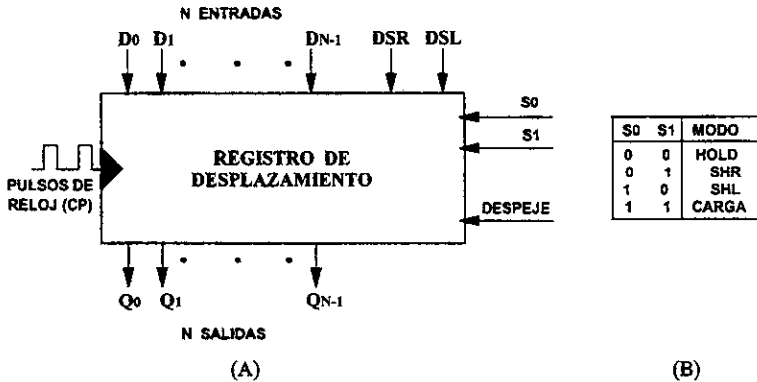 N ENTRADAS
D0 D1 . . . DN-1 DSR DSL
S0
S1
REGISTRO DE
DESPLAZAMIENTO
PULSOS DE
RELOJ (CP)
DESPEJE
Q0 Q1 . . . QN-1
N SALIDAS
(A)
S0 S1 MODO
0 0 HOLD
0 1 SHR
1 0 SHL
1 1 CARGA
(B)